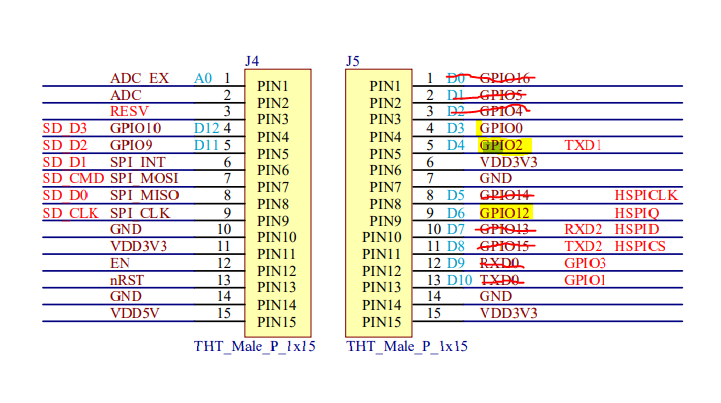 J4 J5
ADC_EX A0 1 PIN1 PIN1 1 D0 GPIO16
ADC 2 PIN2 PIN2 2 D1 GPIO5
RESV 3 PIN3 PIN3 3 D2 GPIO4
SD_D3 GPIO10 D12 4 PIN4 PIN4 4 D3 GPIO0
SD_D2 GPIO9 D11 5 PIN5 PIN5 5 D4 GPIO2 TXD1
SD_D1 SPI_INT 6 PIN6 PIN6 6 VDD3V3
SD_CMD SPI_MOSI 7 PIN7 PIN7 7 GND
SD_D0 SPI_MISO 8 PIN8 PIN8 8 D5 GPIO14 HSPICLK
SD_CLK SPI_CLK 9 PIN9 PIN9 9 D6 GPIO12 HSPIQ
GND 10 PIN10 PIN10 10 D7 GPIO13 RXD2 HSPID
VDD3V3 11 PIN11 PIN11 11 D8 GPIO15 TXD2 HSPICS
EN 12 PIN12 PIN12 12 D9 RXD0 GPIO3
nRST 13 PIN13 PIN13 13 D10 TXD0 GPIO1
GND 14 PIN14 PIN14 14 GND
VDD5V 15 PIN15 PIN15 15 VDD3V3
THT_Male_P_1x15 THT_Male_P_1x15